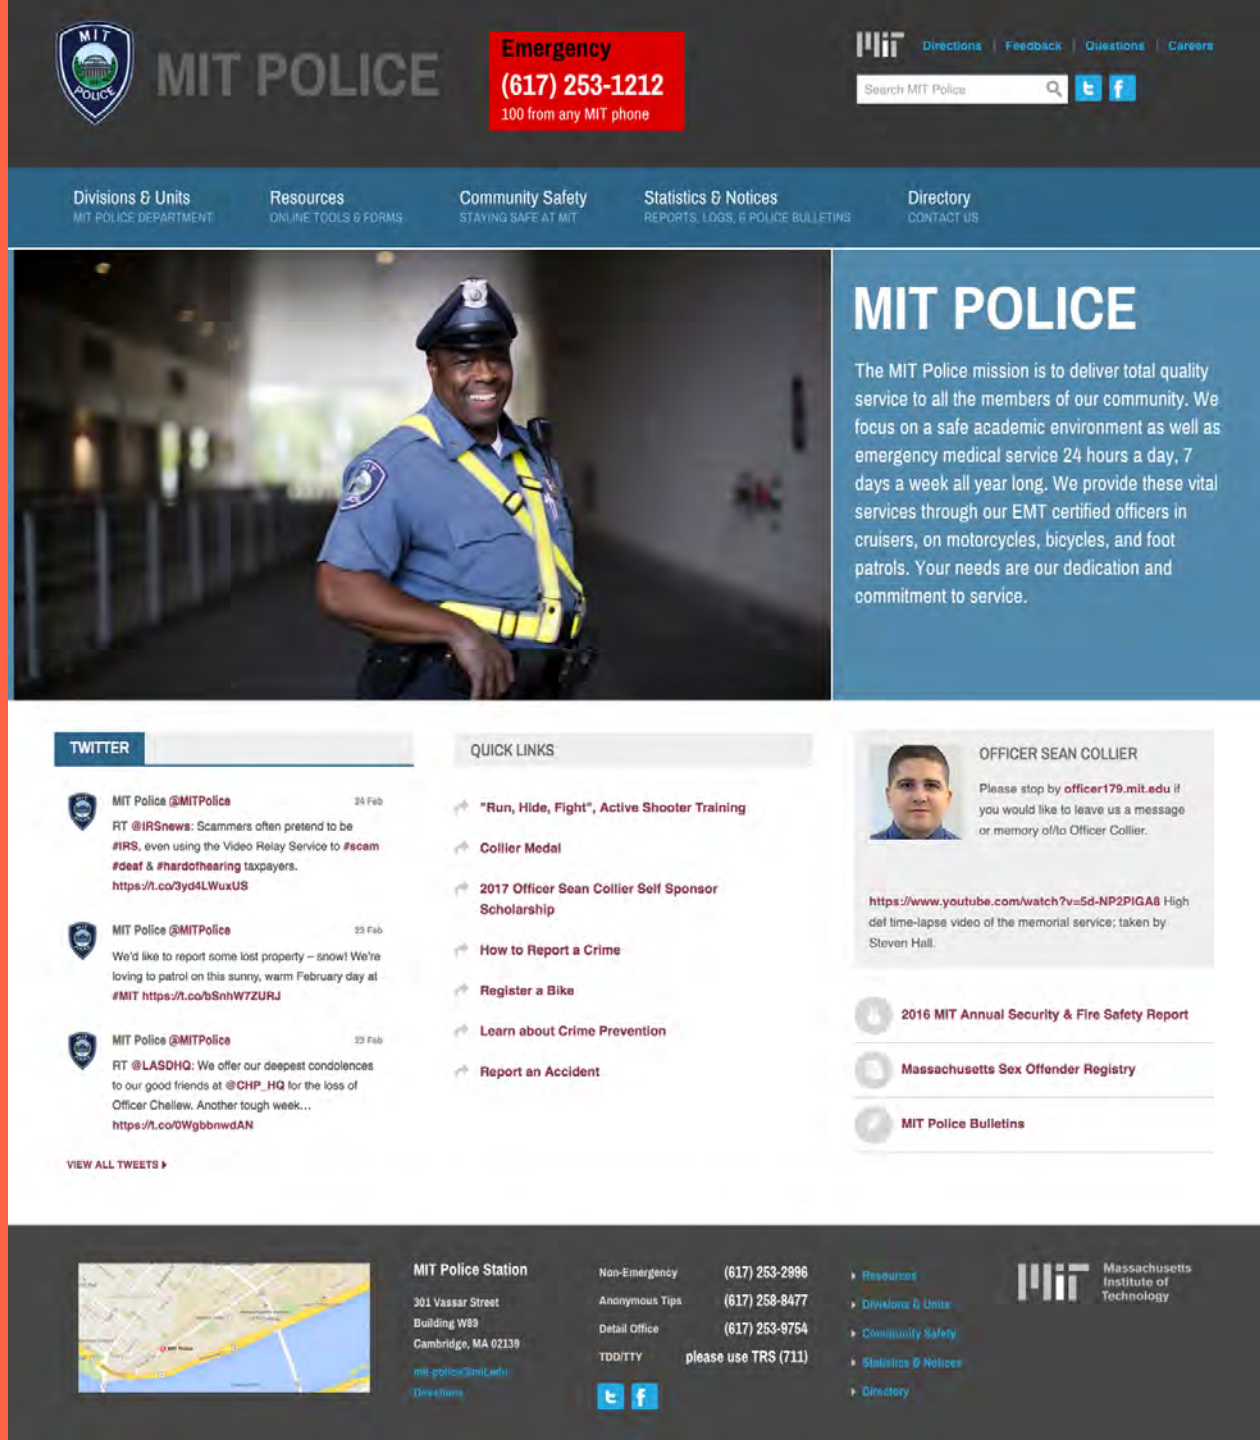 MIT
POLICE
MIT POLICE
Emergency
(617) 253-1212
100 from any MIT phone
MIT
Directions | Feedback | Questions | Careers
Search MIT Police
Divisions & Units
MIT POLICE DEPARTMENT
Resources
ONLINE TOOLS & FORMS
Community Safety
STAYING SAFE AT MIT
Statistics & Notices
REPORTS, LOGS, & POLICE BULLETINS
Directory
CONTACT US
MIT POLICE
The MIT Police mission is to deliver total quality
service to all the members of our community. We
focus on a safe academic environment as well as
emergency medical service 24 hours a day, 7
days a week all year long. We provide these vital
services through our EMT certified officers in
cruisers, on motorcycles, bicycles, and foot
patrols. Your needs are our dedication and
commitment to service.
TWITTER
MIT Police @MITPolice 24 Feb
RT @IRSnews: Scammers often pretend to be
#IRS, even using the Video Relay Service to #scam
#deaf & #hardofhearing taxpayers.
https://t.co/3yd4LWuxUS
MIT Police @MITPolice 23 Feb
We'd like to report some lost property – snow! We're
loving to patrol on this sunny, warm February day at
#MIT https://t.co/bSnhW7ZURJ
MIT Police @MITPolice 23 Feb
RT @LASDHQ: We offer our deepest condolences
to our good friends at @CHP_HQ for the loss of
Officer Chellew. Another tough week...
https://t.co/0WgbbnwdAN
VIEW ALL TWEETS
QUICK LINKS
"Run, Hide, Fight", Active Shooter Training
Collier Medal
2017 Officer Sean Collier Self Sponsor
Scholarship
How to Report a Crime
Register a Bike
Learn about Crime Prevention
Report an Accident
OFFICER SEAN COLLIER
Please stop by officer179.mit.edu if
you would like to leave us a message
or memory of/to Officer Collier.
https://www.youtube.com/watch?v=5d-NP2PIGA8 High
def time-lapse video of the memorial service; taken by
Steven Hall.
2016 MIT Annual Security & Fire Safety Report
Massachusetts Sex Offender Registry
MIT Police Bulletins
MIT Police
MIT Police Station
301 Vassar Street
Building W89
Cambridge, MA 02139
mit-police@mit.edu
Directions
Non-Emergency (617) 253-2996
Anonymous Tips (617) 258-8477
Detail Office (617) 253-9754
TDD/TTY please use TRS (711)
Resources
Divisions & Units
Community Safety
Statistics & Notices
Directory
MIT
Massachusetts
Institute of
Technology